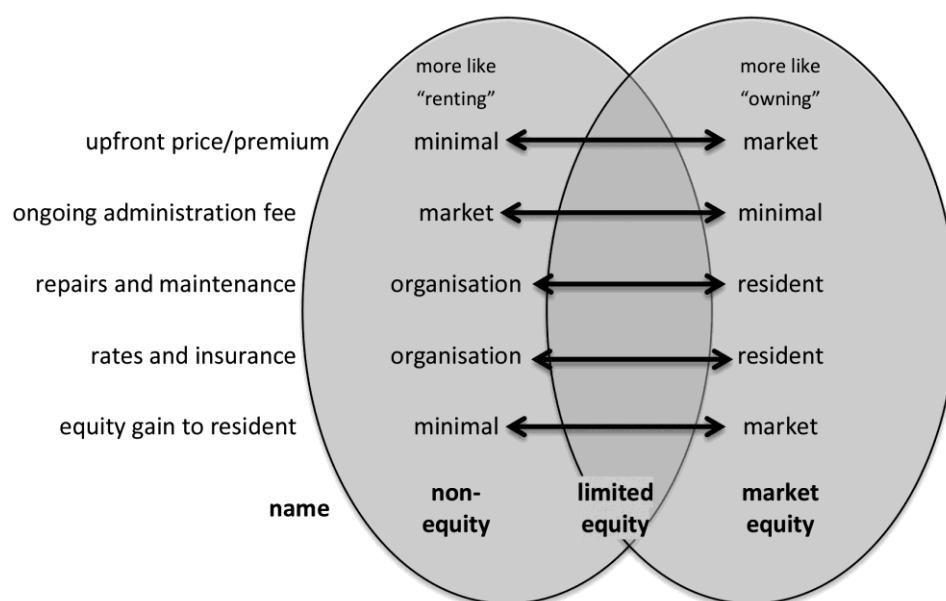 more like more like
“renting” “owning”
upfront price/premium minimal market
ongoing administration fee market minimal
repairs and maintenance organisation resident
rates and insurance organisation resident
equity gain to resident minimal market
name non- limited market
equity equity equity